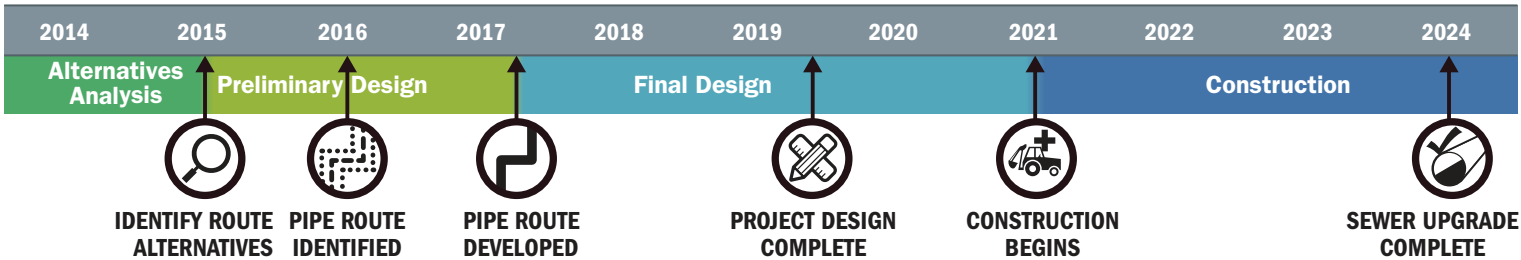 2014 2015 2016 2017 2018 2019 2020 2021 2022 2023 2024
Alternatives
Analysis
Preliminary Design
Final Design
Construction
IDENTIFY ROUTE
ALTERNATIVES
PIPE ROUTE
IDENTIFIED
PIPE ROUTE
DEVELOPED
PROJECT DESIGN
COMPLETE
CONSTRUCTION
BEGINS
SEWER UPGRADE
COMPLETE